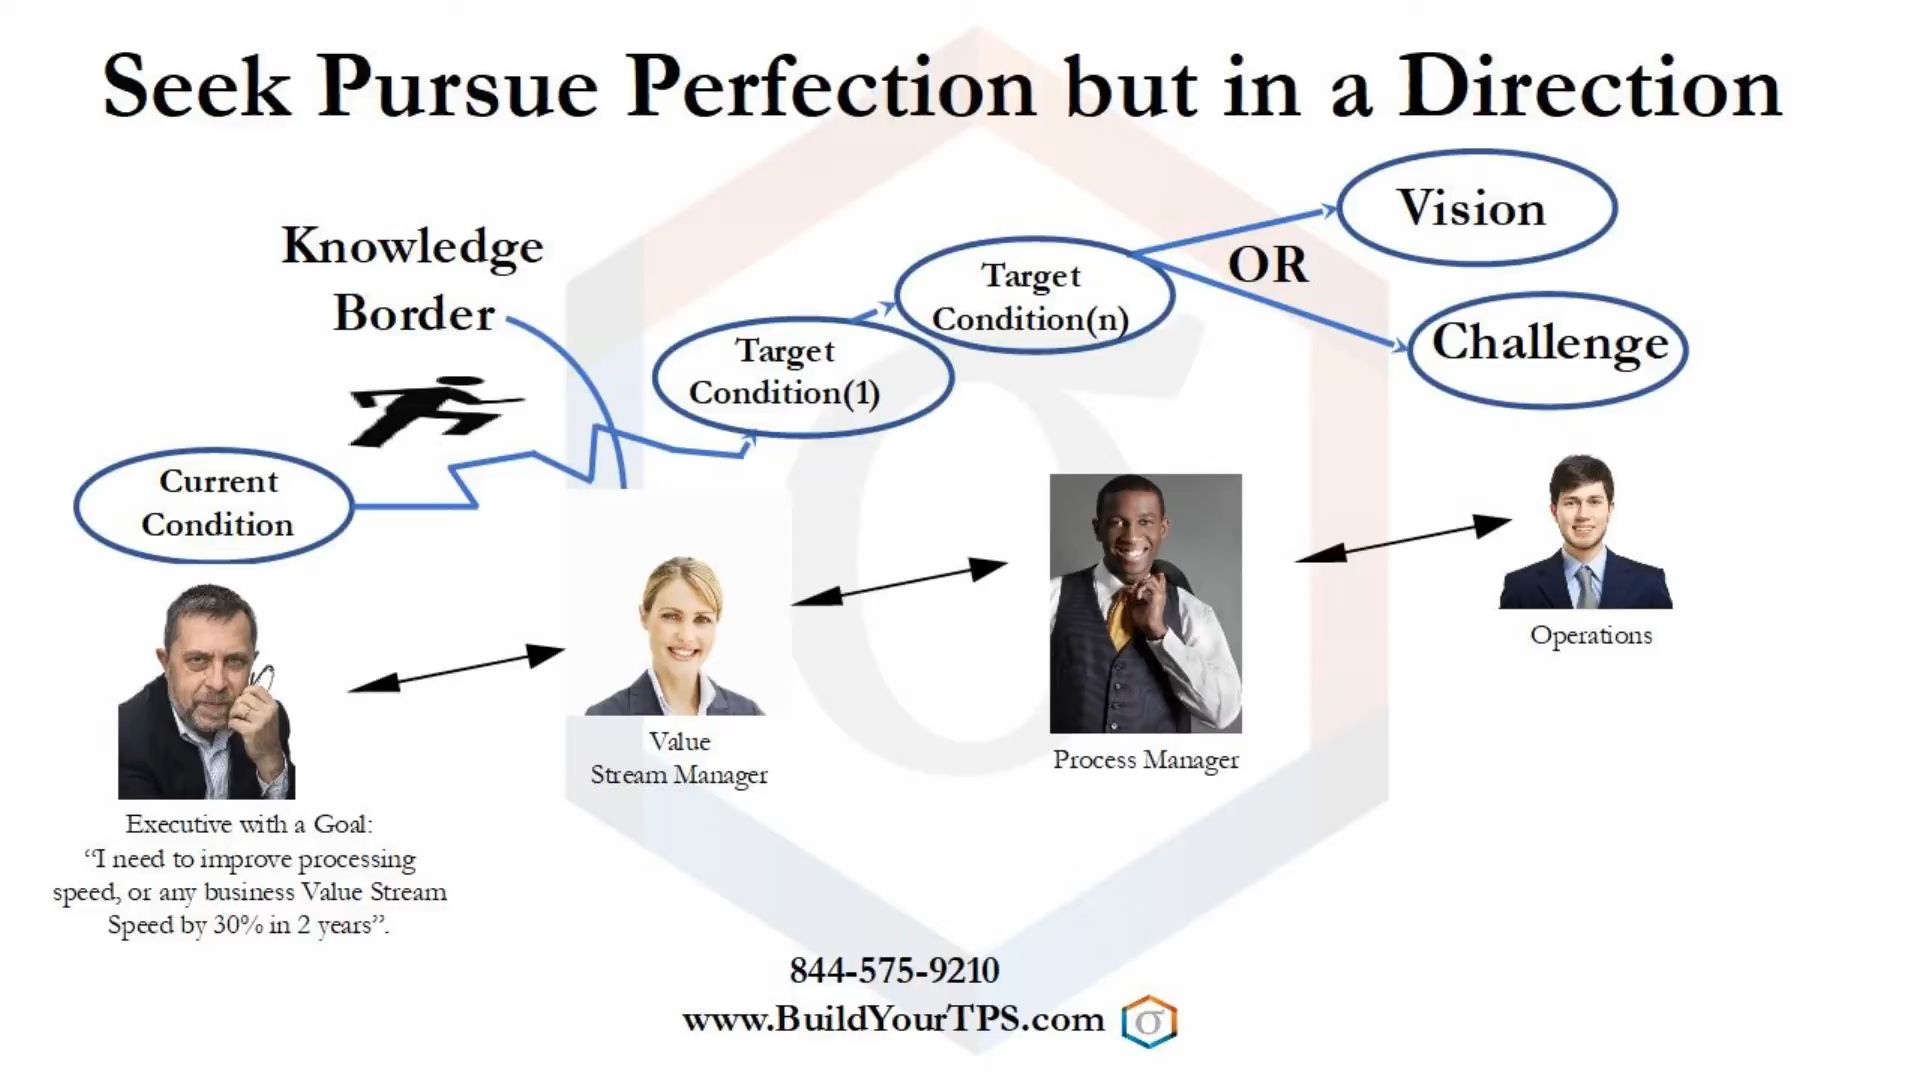 Seek Pursue Perfection but in a Direction
Vision
Knowledge
Border
OR
Target
Condition(n)
Challenge
Target
Condition(1)
Current
Condition
Operations
Value
Stream Manager
Process Manager
Executive with a Goal:
“I need to improve processing
speed, or any business Value Stream
Speed by 30% in 2 years”.
844-575-9210
www.BuildYourTPS.com
σ